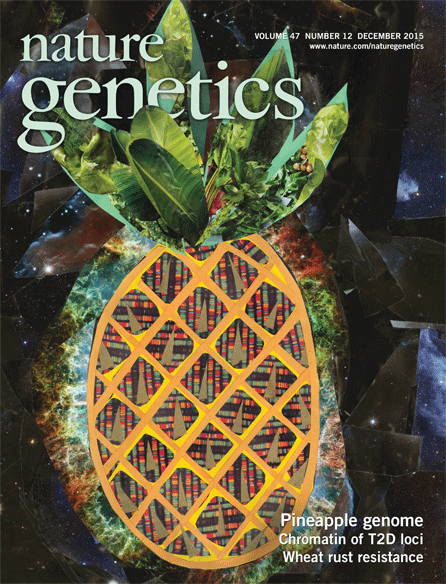 nature
genetics
VOLUME 47 NUMBER 12 DECEMBER 2015
www.nature.com/naturegenetics
Pineapple genome
Chromatin of T2D loci
Wheat rust resistance